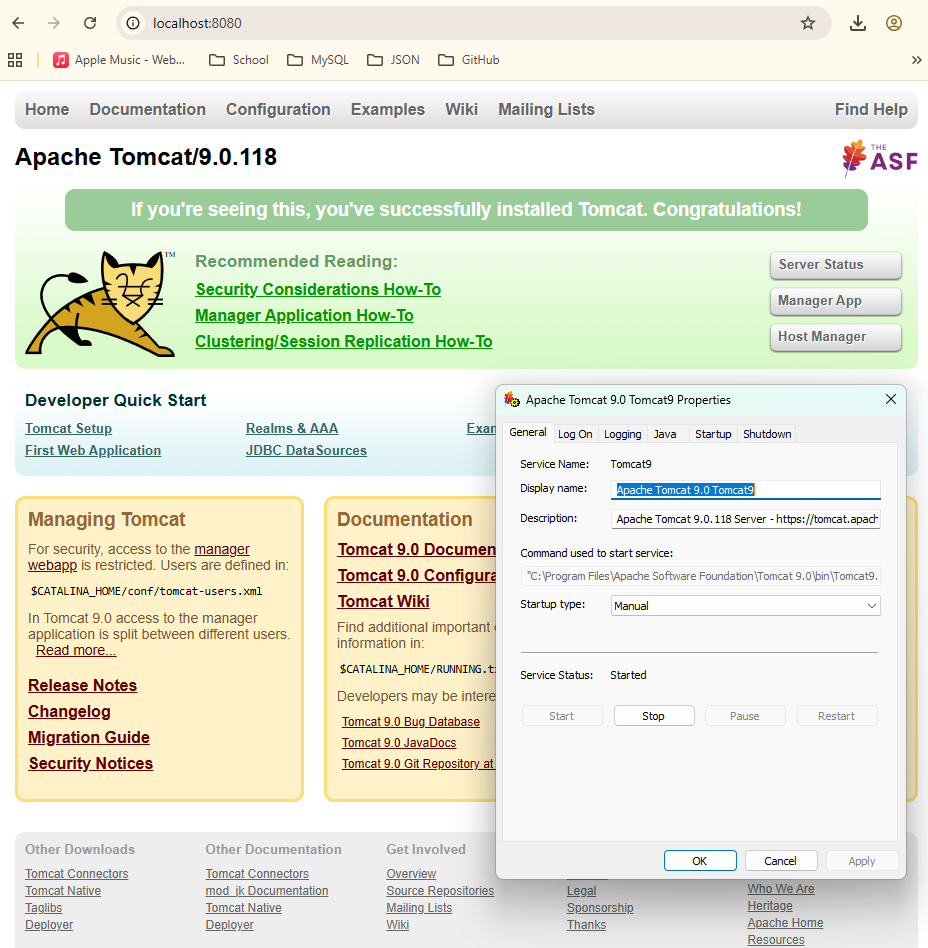 localhost:8080
Apple Music - Web...
School
MySQL
JSON
GitHub
Home
Documentation
Configuration
Examples
Wiki
Mailing Lists
Find Help
Apache Tomcat/9.0.118
THE
ASF
If you're seeing this, you've successfully installed Tomcat. Congratulations!
TM
Recommended Reading:
Security Considerations How-To
Manager Application How-To
Clustering/Session Replication How-To
Server Status
Manager App
Host Manager
Developer Quick Start
Tomcat Setup
First Web Application
Realms & AAA
JDBC DataSources
Managing Tomcat
For security, access to the manager
webapp is restricted. Users are defined in:
$CATALINA_HOME/conf/tomcat-users.xml
In Tomcat 9.0 access to the manager
application is split between different users.
Read more...
Release Notes
Changelog
Migration Guide
Security Notices
Documentation
Tomcat 9.0
Tomcat 9.0
Tomcat Wiki
Find additional important
information in:
$CATALINA_HOME/RUNNING.
Developers may be
Tomcat 9.0 Bug Database
Tomcat 9.0 JavaDocs
Tomcat 9.0 Git Repository at
Apache Tomcat 9.0 Tomcat9 Properties
General
Log On
Logging
Java
Startup
Shutdown
Service Name:
Tomcat9
Display name:
Apache Tomcat 9.0 Tomcat9
Description:
Apache Tomcat 9.0.118 Server - https://tomcat.apach
Command used to start service:
"C:\Program Files\Apache Software Foundation\Tomcat 9.0\bin\Tomcat9.
Startup type:
Manual
Service Status:
Started
Start
Stop
Pause
Restart
OK
Cancel
Apply
Other Downloads
Tomcat Connectors
Tomcat Native
Taglibs
Deployer
Other Documentation
Tomcat Connectors
mod_jk Documentation
Tomcat Native
Deployer
Get Involved
Overview
Source Repositories
Mailing Lists
Wiki
Legal
Sponsorship
Thanks
Who We Are
Heritage
Apache Home
Resources